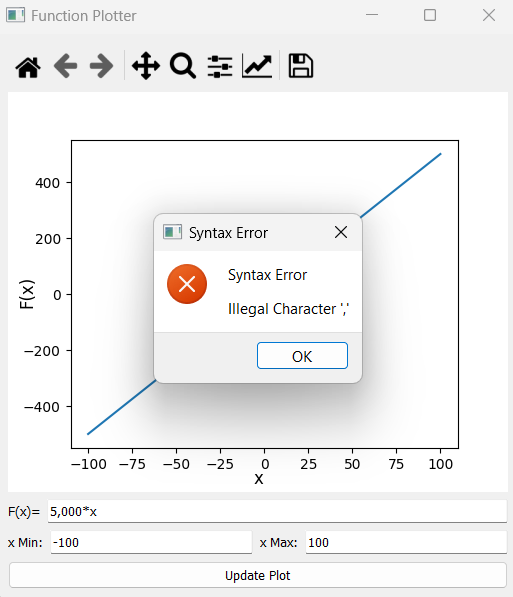 Function Plotter
400
200
0
−200
−400
F(x)
Syntax Error
Syntax Error
Illegal Character ','
OK
−100 −75 −50 −25 0 25 50 75 100
x
F(x)= 5,000*x
x Min: -100 x Max: 100
Update Plot